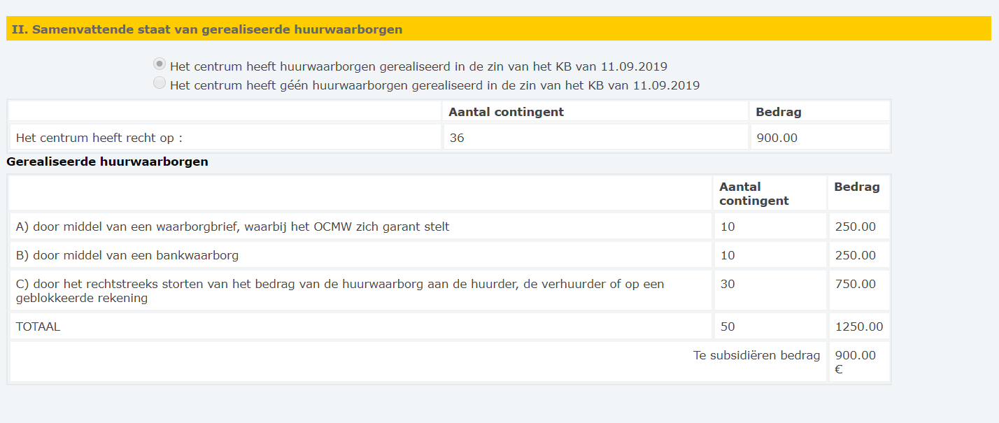 II. Samenvattende staat van gerealiseerde huurwaarborgen
Het centrum heeft huurwaarborgen gerealiseerd in de zin van het KB van 11.09.2019
Het centrum heeft géén huurwaarborgen gerealiseerd in de zin van het KB van 11.09.2019
Aantal contingent Bedrag
Het centrum heeft recht op : 36 900.00
Gerealiseerde huurwaarborgen
Aantal contingent Bedrag
A) door middel van een waarborgbrief, waarbij het OCMW zich garant stelt 10 250.00
B) door middel van een bankwaarborg 10 250.00
C) door het rechtstreeks storten van het bedrag van de huurwaarborg aan de huurder, de verhuurder of op een
geblokkeerde rekening 30 750.00
TOTAAL 50 1250.00
Te subsidiëren bedrag 900.00
€